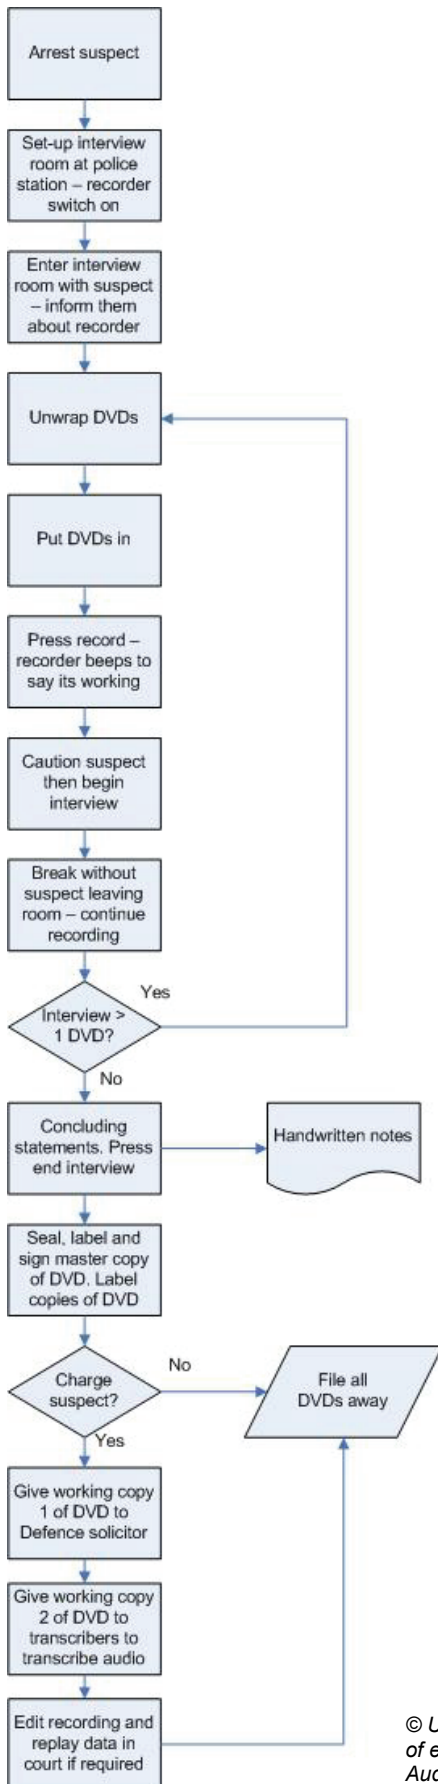 Arrest suspect
Set-up interview
room at police
station – recorder
switch on
Enter interview
room with suspect
– inform them
about recorder
Unwrap DVDs
Put DVDs in
Press record –
recorder beeps to
say its working
Caution suspect
then begin
interview
Break without
suspect leaving
room – continue
recording
Interview >
1 DVD?
Yes
No
Concluding
statements. Press
end interview
Handwritten notes
Seal, label and
sign master copy
of DVD. Label
copies of DVD
Charge
suspect?
No
File all
DVDs away
Yes
Give working copy
1 of DVD to
Defence solicitor
Give working copy
2 of DVD to
transcribers to
transcribe audio
Edit recording and
replay data in
court if required
© U
of e
Aud